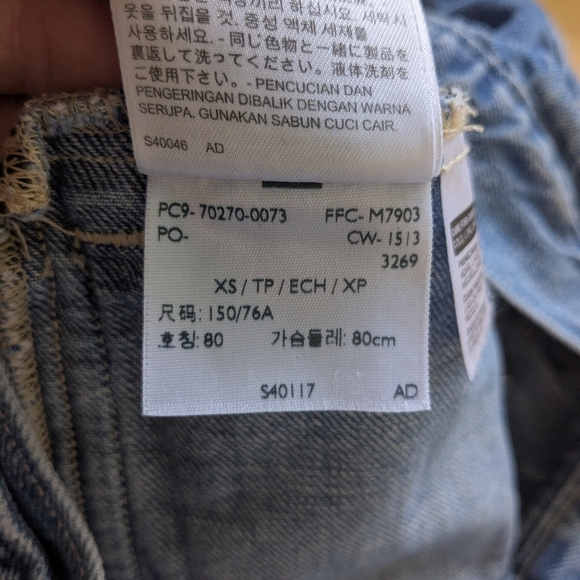 옷을 뒤집을 것. 중성 액체 세제를
사용하세요. - 同じ色物と一緒に製品を
裏返して洗ってください。液体洗剤を
ご使用下さい。- PENCUCIAN DAN
PENGERINGAN DIBALIK DENGAN WARNA
SERUPA. GUNAKAN SABUN CUCI CAIR.
S40046 AD
PC9- 70270-0073 FFC- M7903
PO- CW- 1513
3269
XS / TP / ECH / XP
尺码: 150/76A
호칭: 80 가슴둘레: 80cm
S40117 AD